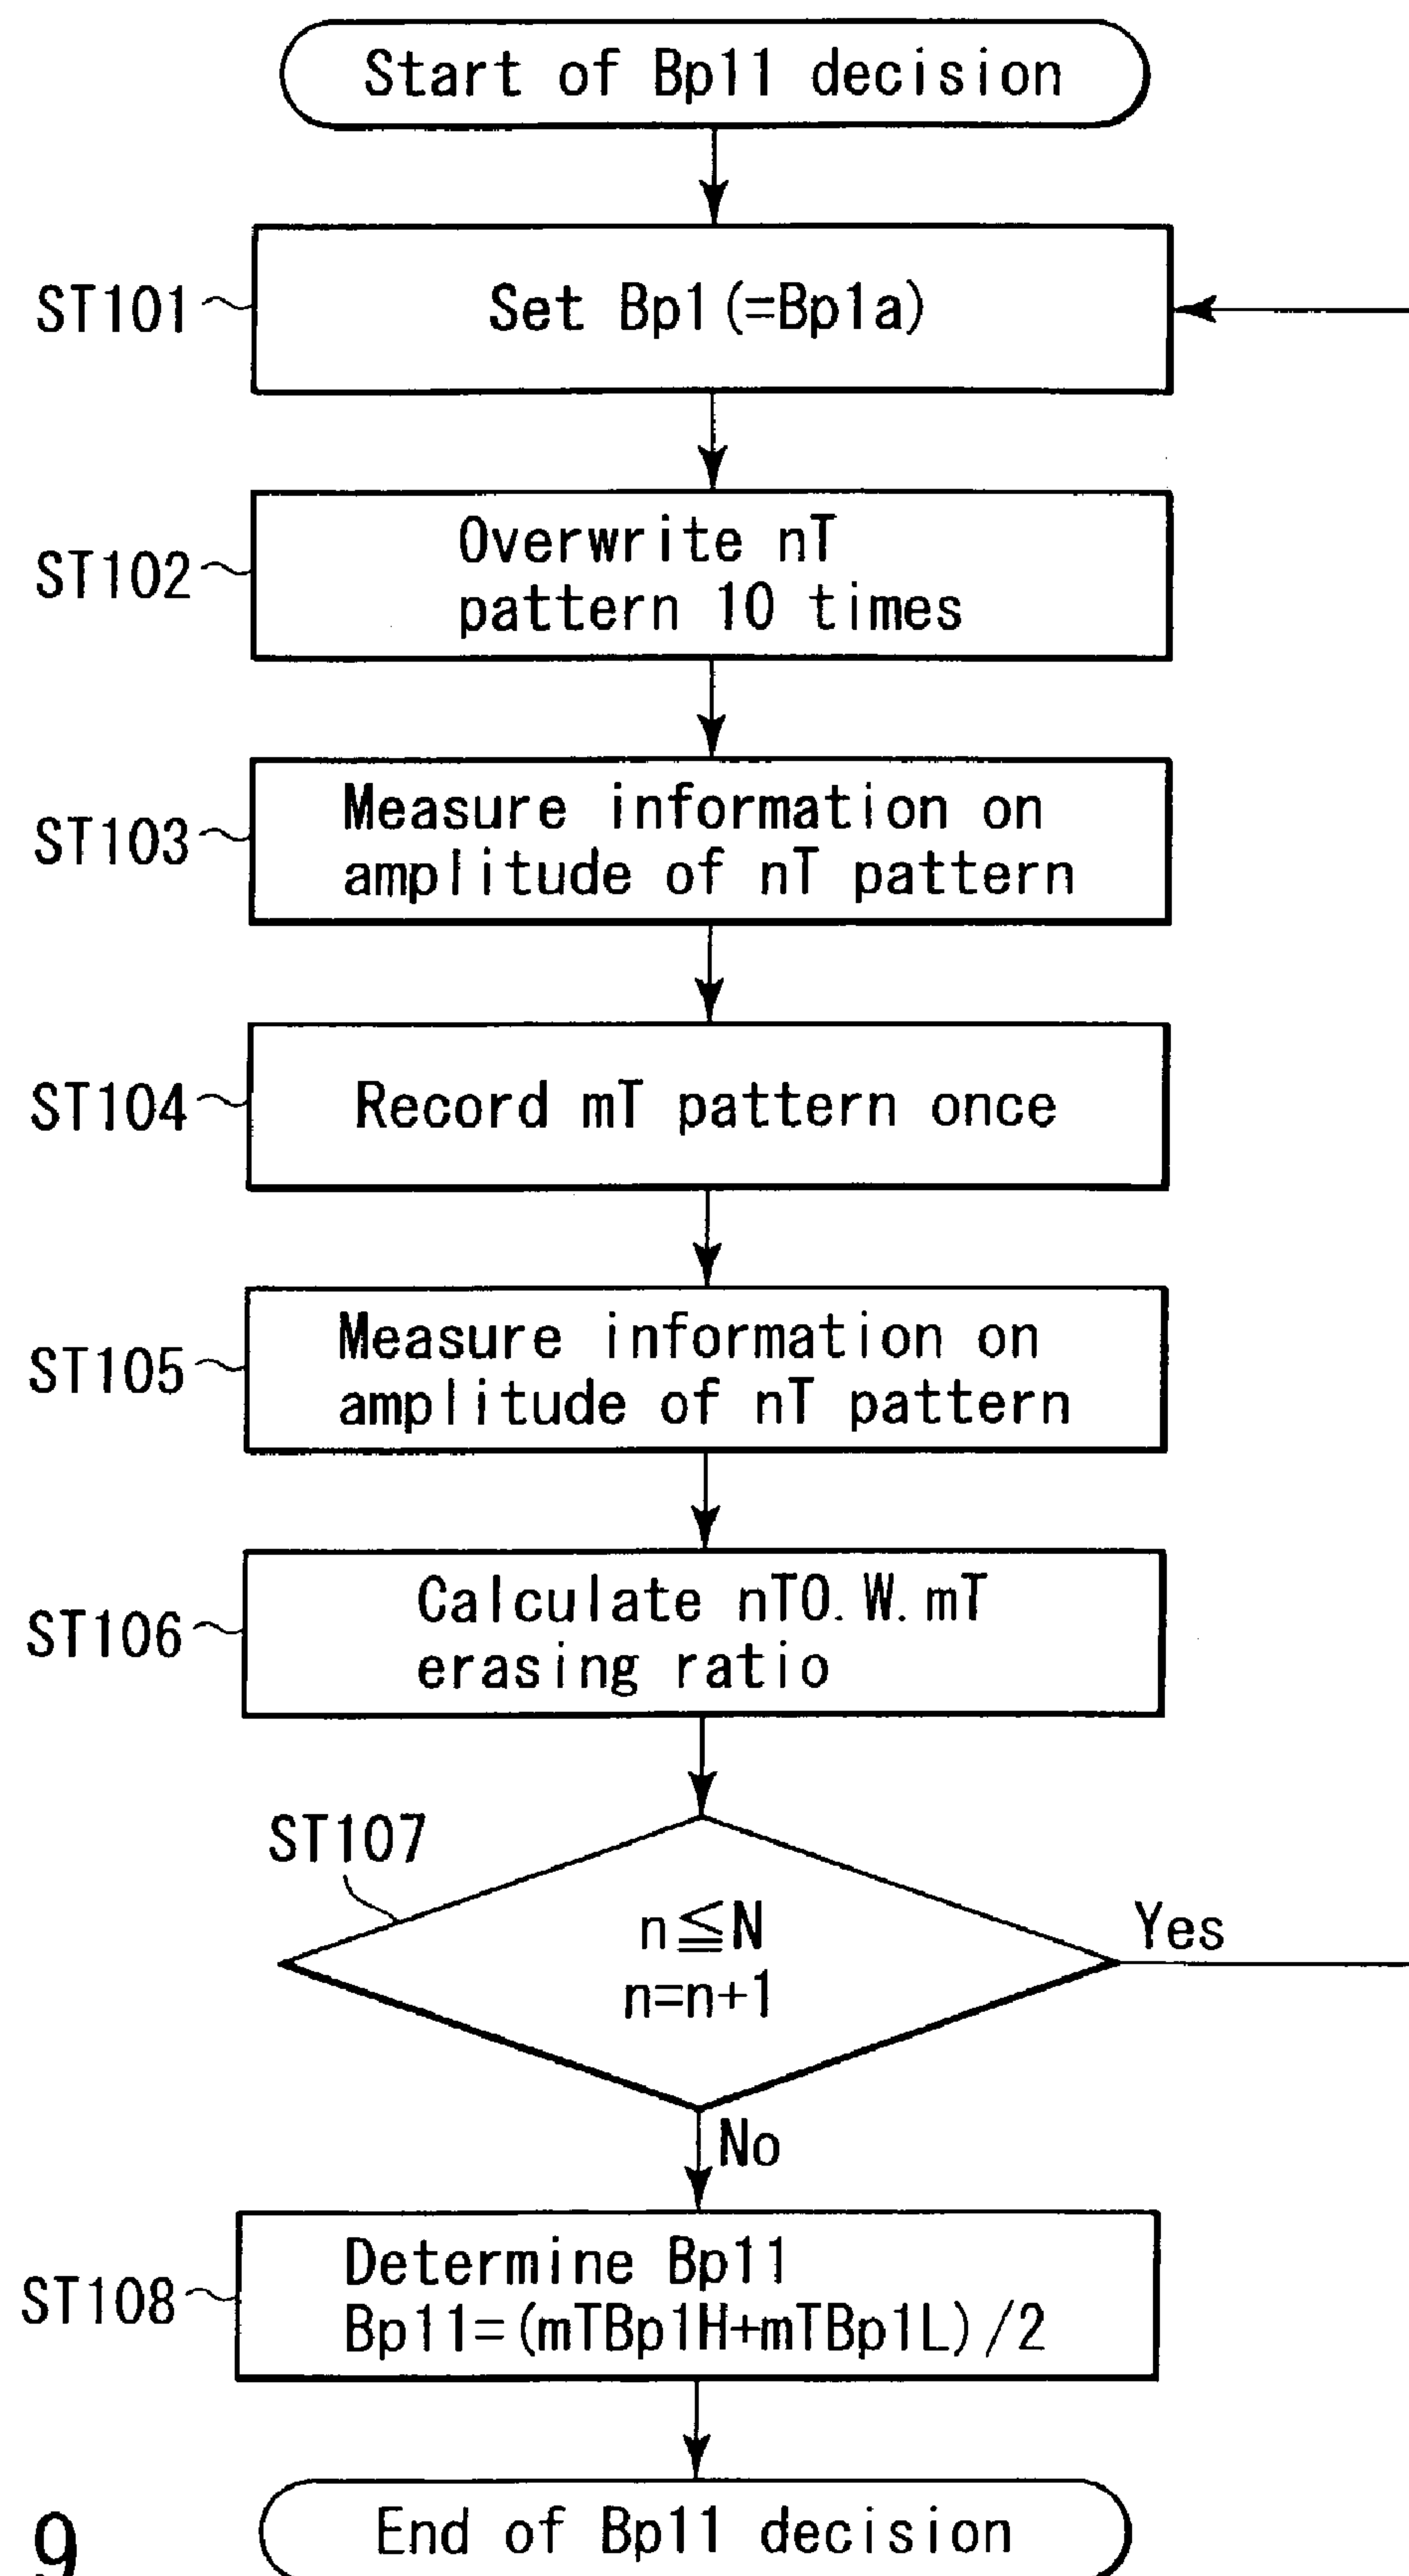 Start of Bp11 decision
ST101
Set Bp1(=Bp1a)
ST102
Overwrite nT
pattern 10 times
ST103
Measure information on
amplitude of nT pattern
ST104
Record mT pattern once
ST105
Measure information on
amplitude of nT pattern
ST106
Calculate nTO.W.mT
erasing ratio
ST107
n≦N
n=n+1
Yes
No
ST108
Determine Bp11
Bp11=(mTBp1H+mTBp1L)/2
End of Bp11 decision
9